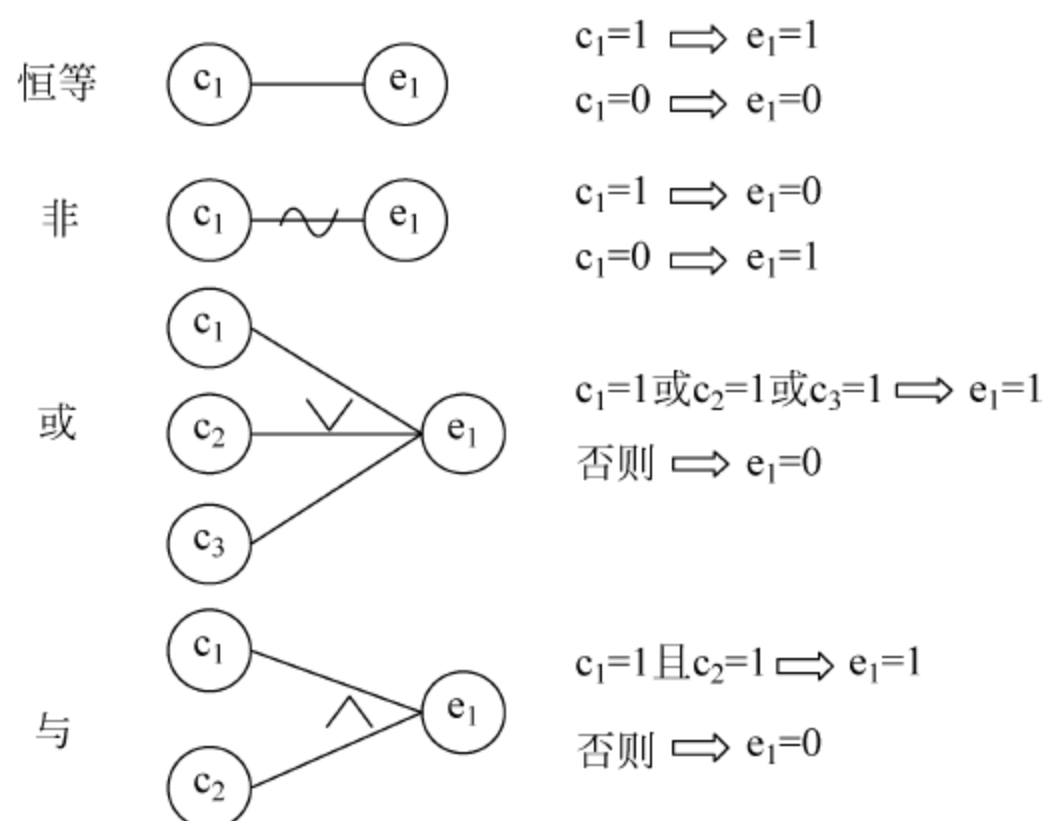 恒等 c₁ e₁ c₁=1 ⇒ e₁=1
c₁=0 ⇒ e₁=0
非 c₁ ~ e₁ c₁=1 ⇒ e₁=0
c₁=0 ⇒ e₁=1
c₁
或 c₂ ∨ e₁ c₁=1或c₂=1或c₃=1 ⇒ e₁=1
否则 ⇒ e₁=0
c₃
c₁
与 ∧ e₁ c₁=1且c₂=1 ⇒ e₁=1
否则 ⇒ e₁=0
c₂